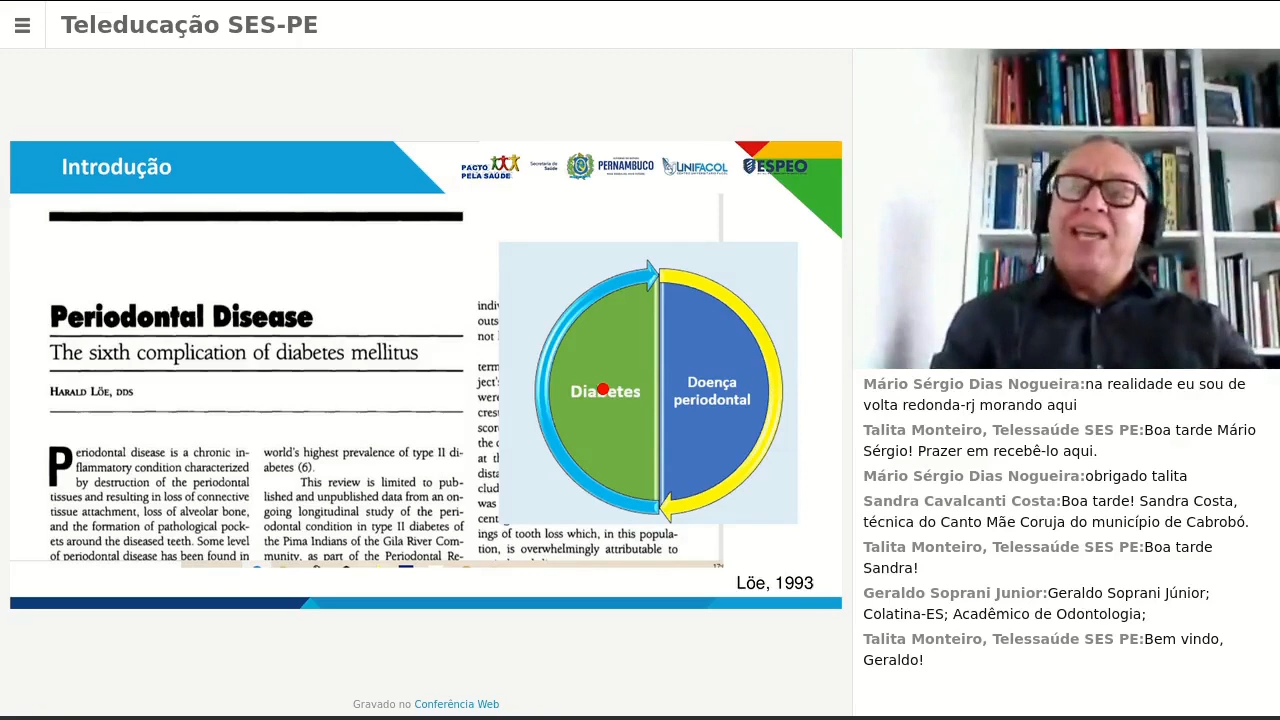 Teleducação SES-PE
Introdução
PACTO
PELA SAÚDE
Secretaria de
Saúde
PERNAMBUCO
UNIFACOL
ESPEO
Periodontal Disease
The sixth complication of diabetes mellitus
HARALD LÖE, DDS
Periodontal disease is a chronic in-
flammatory condition characterized
by destruction of the periodontal
tissues and resulting in loss of connective
tissue attachment, loss of alveolar bone,
and the formation of pathological pock-
ets around the diseased teeth. Some level
of periodontal disease has been found in
world's highest prevalence of type II di-
abetes (6).
This review is limited to pub-
lished and unpublished data from an on-
going longitudinal study of the peri-
odontal condition in type II diabetes of
the Pima Indians of the Gila River Com-
munity, as part of the Periodontal Re-
ings of tooth loss which, in this popula-
tion, is overwhelmingly attributable to
Diabetes
Doença
periodontal
Löe, 1993
Gravado no Conferência Web
Mário Sérgio Dias Nogueira:na realidade eu sou de
volta redonda-rj morando aqui
Talita Monteiro, Telessaúde SES PE:Boa tarde Mário
Sérgio! Prazer em recebê-lo aqui.
Mário Sérgio Dias Nogueira:obrigado talita
Sandra Cavalcanti Costa:Boa tarde! Sandra Costa,
técnica do Canto Mãe Coruja do município de Cabrobó.
Talita Monteiro, Telessaúde SES PE:Boa tarde
Sandra!
Geraldo Soprani Junior:Geraldo Soprani Júnior;
Colatina-ES; Acadêmico de Odontologia;
Talita Monteiro, Telessaúde SES PE:Bem vindo,
Geraldo!